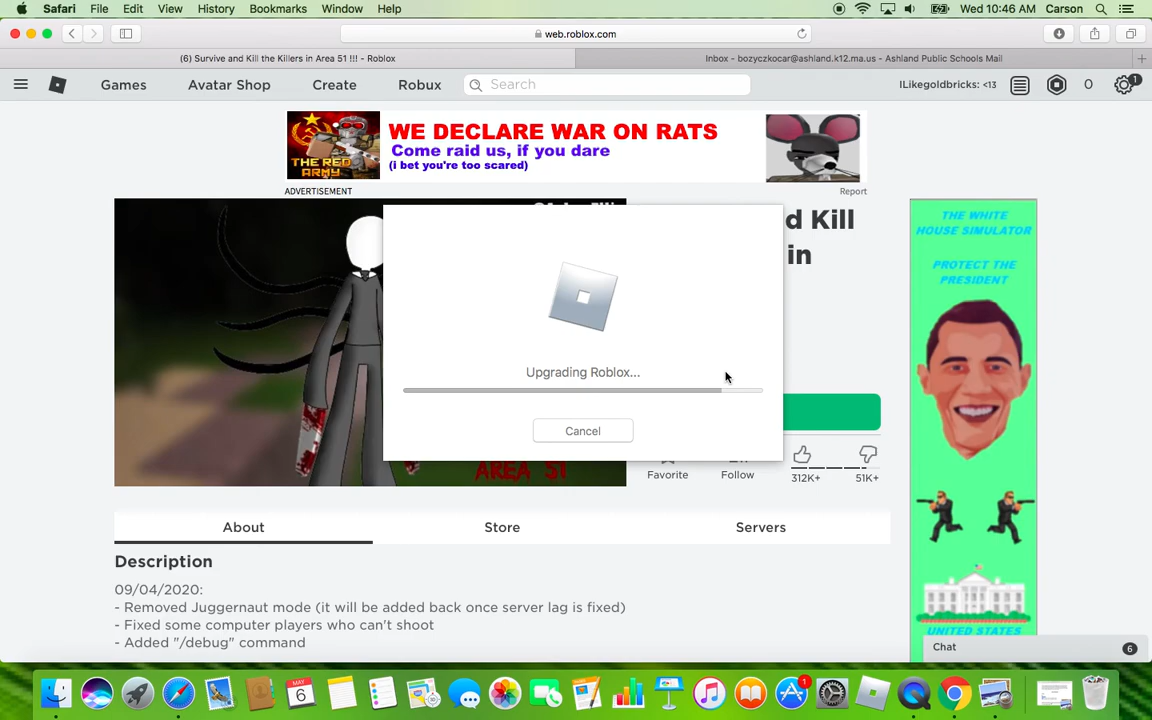 Safari File Edit View History Bookmarks Window Help Wed 10:46 AM Carson
web.roblox.com
(6) Survive and Kill the Killers in Area 51 !!! - Roblox Inbox - bozyczkocar@ashland.k12.ma.us - Ashland Public Schools Mail
Games Avatar Shop Create Roblox Search ILikegoldbricks: <13 0 1
THE RED
ARMY
WE DECLARE WAR ON RATS
Come raid us, if you dare
(i bet you're too scared)
ADVERTISEMENT Report
d Kill
in
Upgrading Roblox...
Cancel
AREA 51
Favorite Follow 312K+ 51K+
THE WHITE
HOUSE SIMULATOR
PROTECT THE
PRESIDENT
UNITED STATES
About Store Servers
Description
09/04/2020:
- Removed Juggernaut mode (it will be added back once server lag is fixed)
- Fixed some computer players who can't shoot
- Added "/debug" command
Chat 6
MAY
6
1